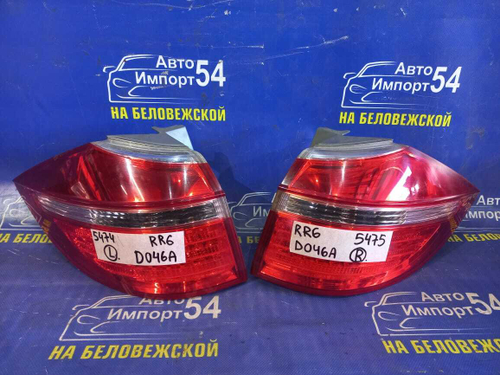 Авто
Импорт 54
НА БЕЛОВЕЖСКОЙ
Авто 54
Импорт
НА БЕЛОВЕЖСКОЙ
5474 RR6
L D046A
RR6 5475
D046A R.
Авто
Импорт 54
НА БЕЛОВЕЖСКОЙ
Авто
Импорт 54
НА БЕЛОВЕЖСКОЙ